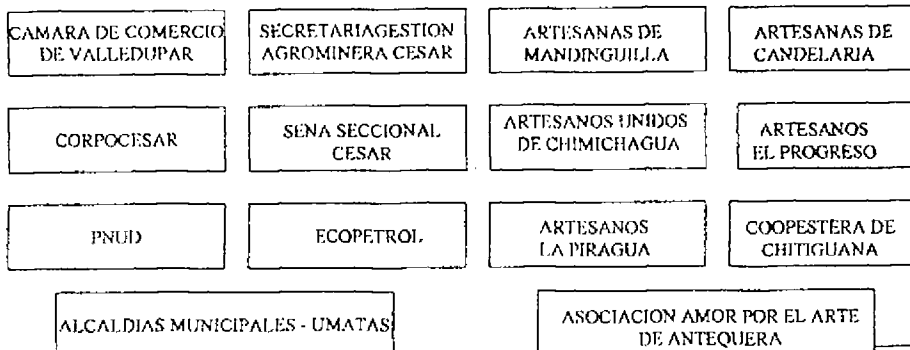 CAMARA DE COMERCIO
DE VALLEDUPAR
SECRETARIAGESTION
AGROMINERA CESAR
ARTESANAS DE
MANDINGUILLA
ARTESANAS DE
CANDELARIA
CORPOCESAR
SENA SECCIONAL
CESAR
ARTESANOS UNIDOS
DE CHIMICHAGUA
ARTESANOS
EL PROGRESO
PNUD
ECOPETROL
ARTESANOS
LA PIRAGUA
COOPESTERA DE
CHITIGUANA
ALCALDIAS MUNICIPALES - UMATAS
ASOCIACION AMOR POR EL ARTE
DE ANTEQUERA